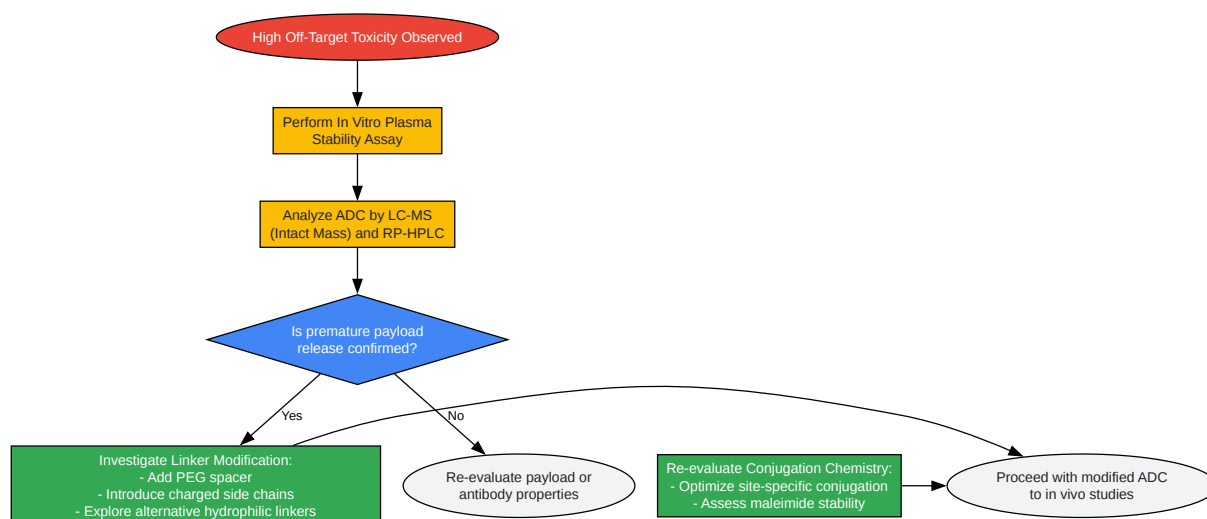 High Off-Target Toxicity Observed
Perform In Vitro Plasma
Stability Assay
Analyze ADC by LC-MS
(Intact Mass) and RP-HPLC
Is premature payload
release confirmed?
Yes
No
Investigate Linker Modification:
- Add PEG spacer
- Introduce charged side chains
- Explore alternative hydrophilic linkers
Re-evaluate payload or
antibody properties
Re-evaluate Conjugation Chemistry:
- Optimize site-specific conjugation
- Assess maleimide stability
Proceed with modified ADC
to in vivo studies